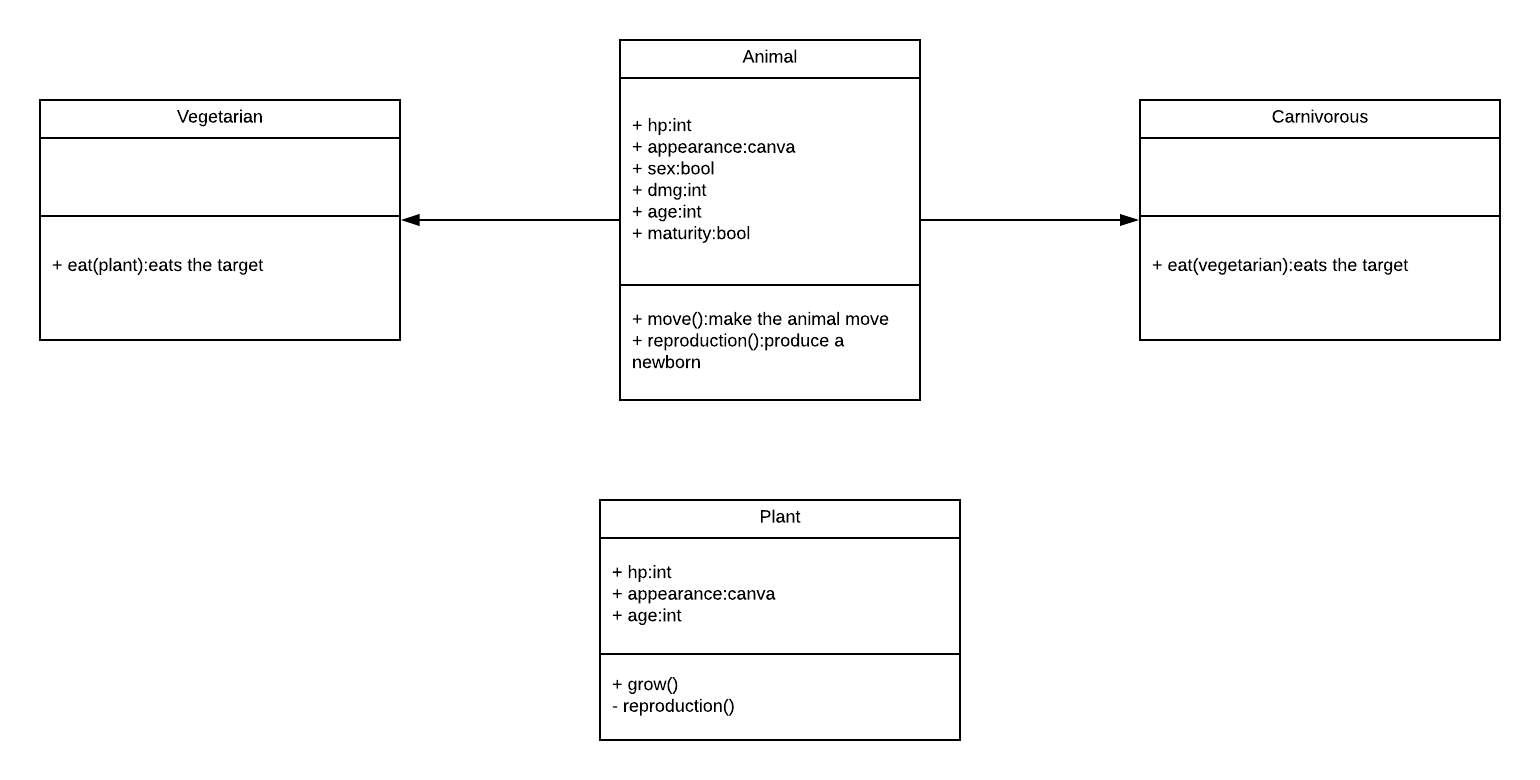 Animal
+ hp:int
+ appearance:canva
+ sex:bool
+ dmg:int
+ age:int
+ maturity:bool
+ move():make the animal move
+ reproduction():produce a
newborn
Vegetarian
+ eat(plant):eats the target
Carnivorous
+ eat(vegetarian):eats the target
Plant
+ hp:int
+ appearance:canva
+ age:int
+ grow()
- reproduction()